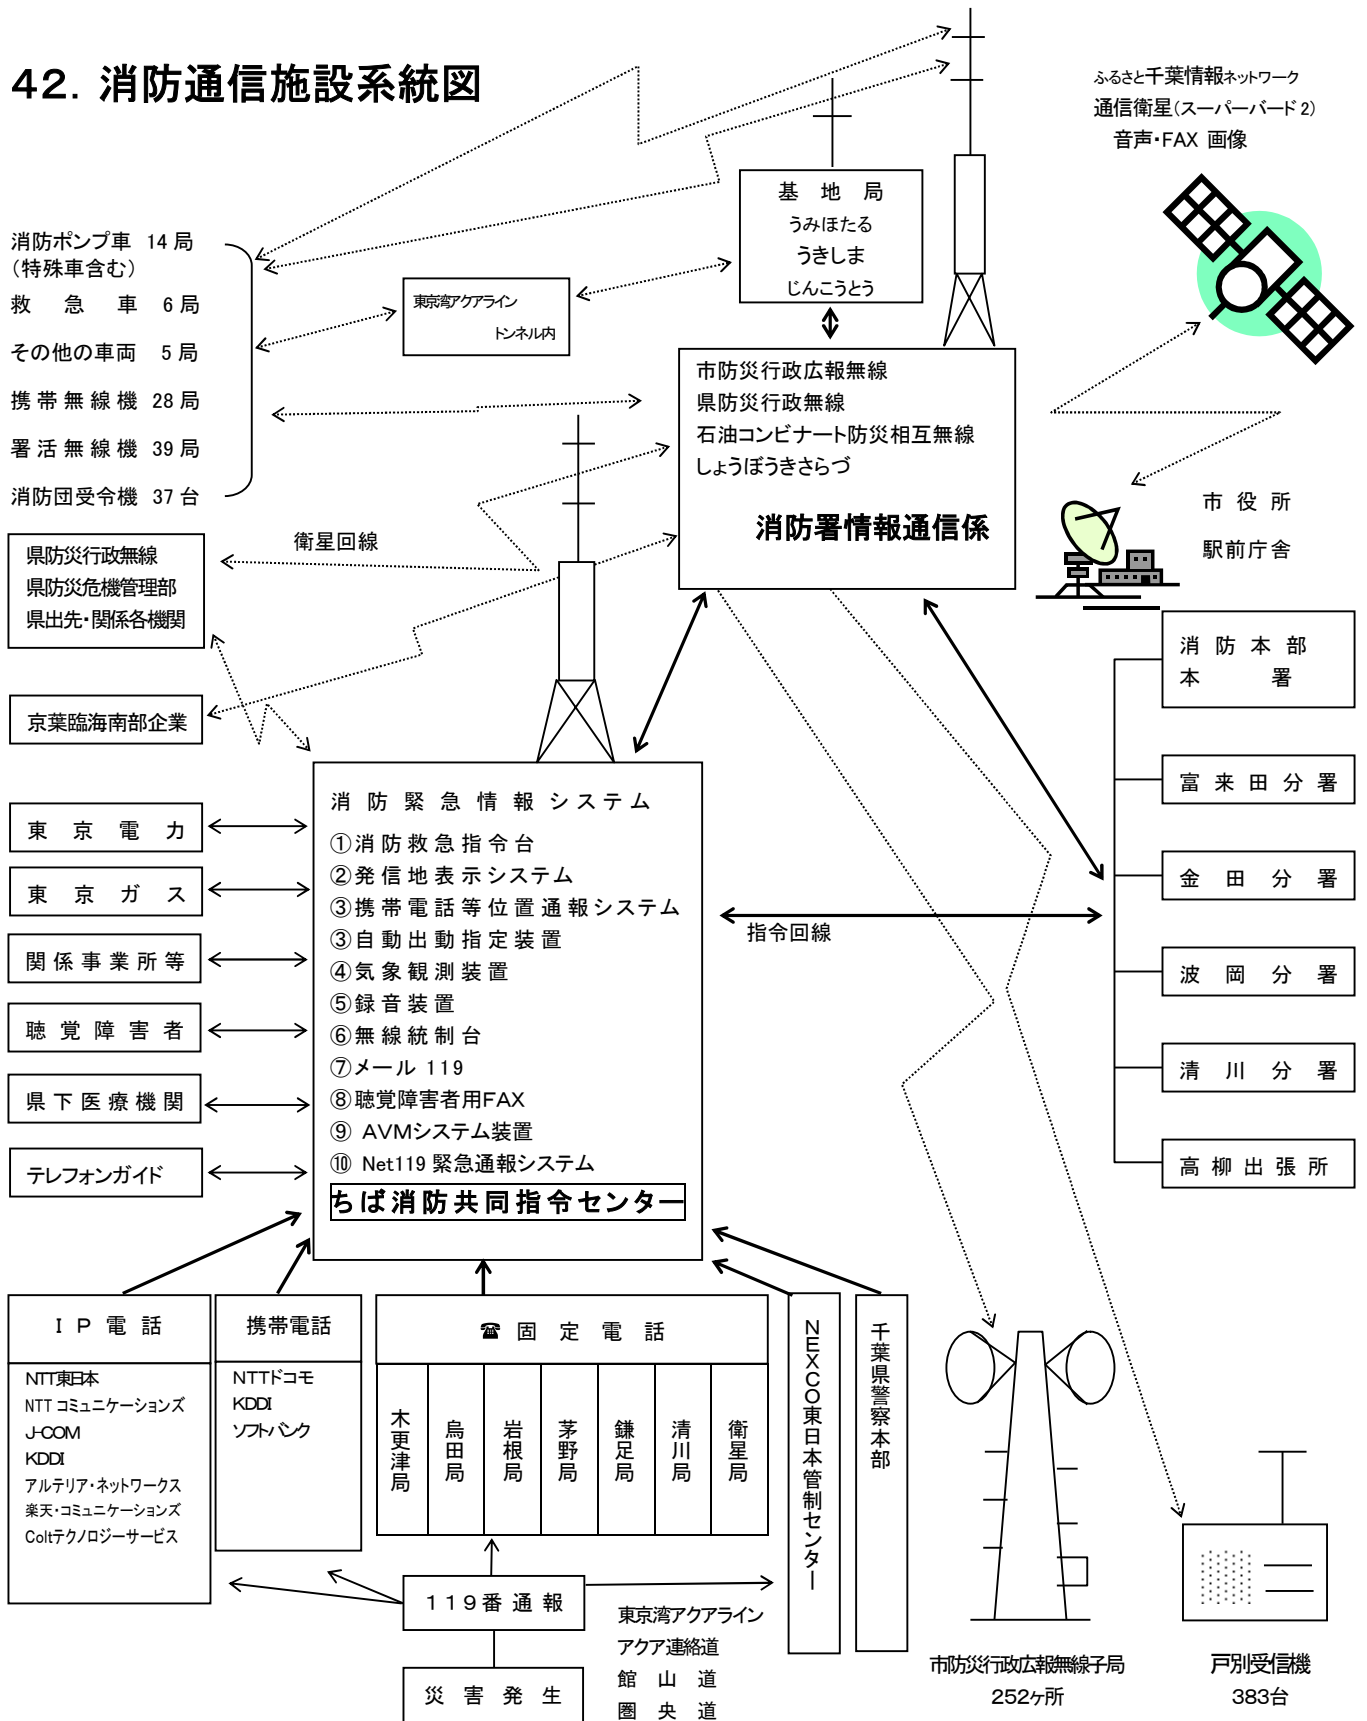 42. 消防通信施設系統図
ふるさと千葉情報ネットワーク
通信衛星(スーパーバード2)
音声・FAX 画像
基 地 局
うみほたる
うきしま
じんこうとう
消防ポンプ車 14局
(特殊車含む)
救 急 車 6局
その他の車両 5局
携帯無線機 28局
署活無線機 39局
消防団受令機 37台
東京湾アクアライン
トンネル内
市防災行政広報無線
県防災行政無線
石油コンビナート防災相互無線
しょうぼうきさらづ
消防署情報通信係
市 役 所
駅前庁舎
衛星回線
県防災行政無線
県防災危機管理部
県出先・関係各機関
京葉臨海南部企業
東 京 電 力
東 京 ガ ス
関係事業所等
聴覚障害者
県下医療機関
テレフォンガイド
消防緊急情報システム
①消防救急指令台
②発信地表示システム
③携帯電話等位置通報システム
③自動出動指定装置
④気象観測装置
⑤録音装置
⑥無線統制台
⑦メール 119
⑧聴覚障害者用FAX
⑨ AVMシステム装置
⑩ Net119 緊急通報システム
ちば消防共同指令センター
指令回線
消防本部
本 署
富来田分署
金田分署
波岡分署
清川分署
高柳出張所
IP電話
NTT東日本
NTTコミュニケーションズ
J-COM
KDDI
アルテリア・ネットワークス
楽天・コミュニケーションズ
Coltテクノロジーサービス
携帯電話
NTTドコモ
KDDI
ソフトバンク
☎ 固 定 電 話
木更津局
烏田局
岩根局
茅野局
鎌足局
清川局
衛星局
NEXCO東日本管制センター
千葉県警察本部
119番通報
災害発生
東京湾アクアライン
アクア連絡道
館 山 道
圏 央 道
市防災行政広報無線子局
252ヶ所
戸別受信機
383台